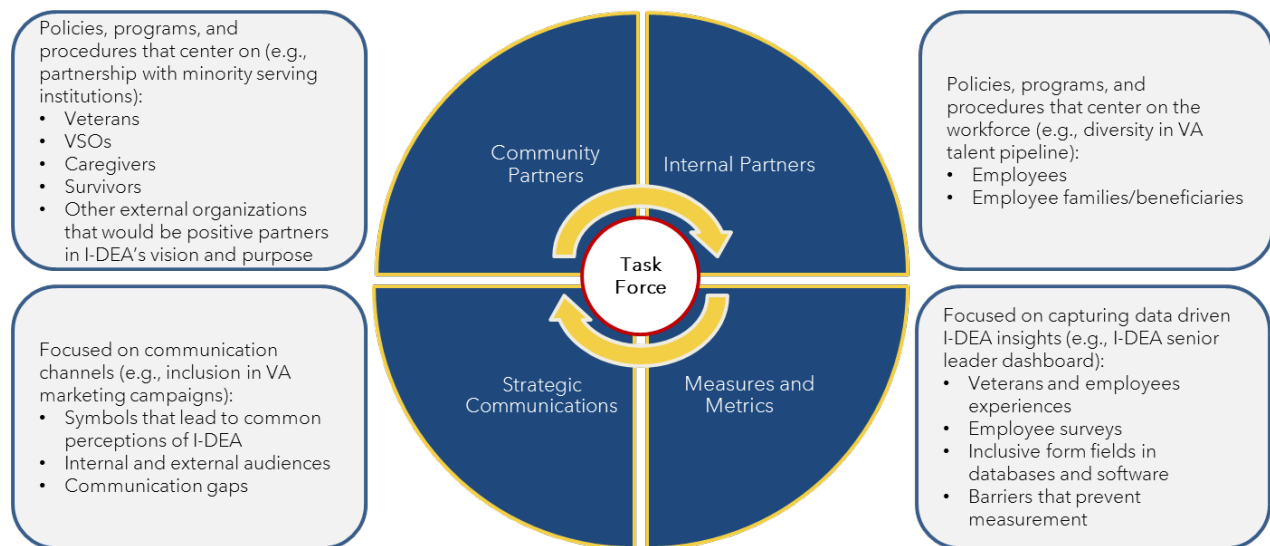 Policies, programs, and
procedures that center on (e.g.,
partnership with minority serving
institutions):
• Veterans
• VSOs
• Caregivers
• Survivors
• Other external organizations
that would be positive partners
in I-DEA's vision and purpose
Community
Partners
Internal Partners
Policies, programs, and
procedures that center on the
workforce (e.g., diversity in VA
talent pipeline):
• Employees
• Employee families/beneficiaries
Task
Force
Focused on communication
channels (e.g., inclusion in VA
marketing campaigns):
• Symbols that lead to common
perceptions of I-DEA
• Internal and external audiences
• Communication gaps
Strategic
Communications
Measures and
Metrics
Focused on capturing data driven
I-DEA insights (e.g., I-DEA senior
leader dashboard):
• Veterans and employees
experiences
• Employee surveys
• Inclusive form fields in
databases and software
• Barriers that prevent
measurement